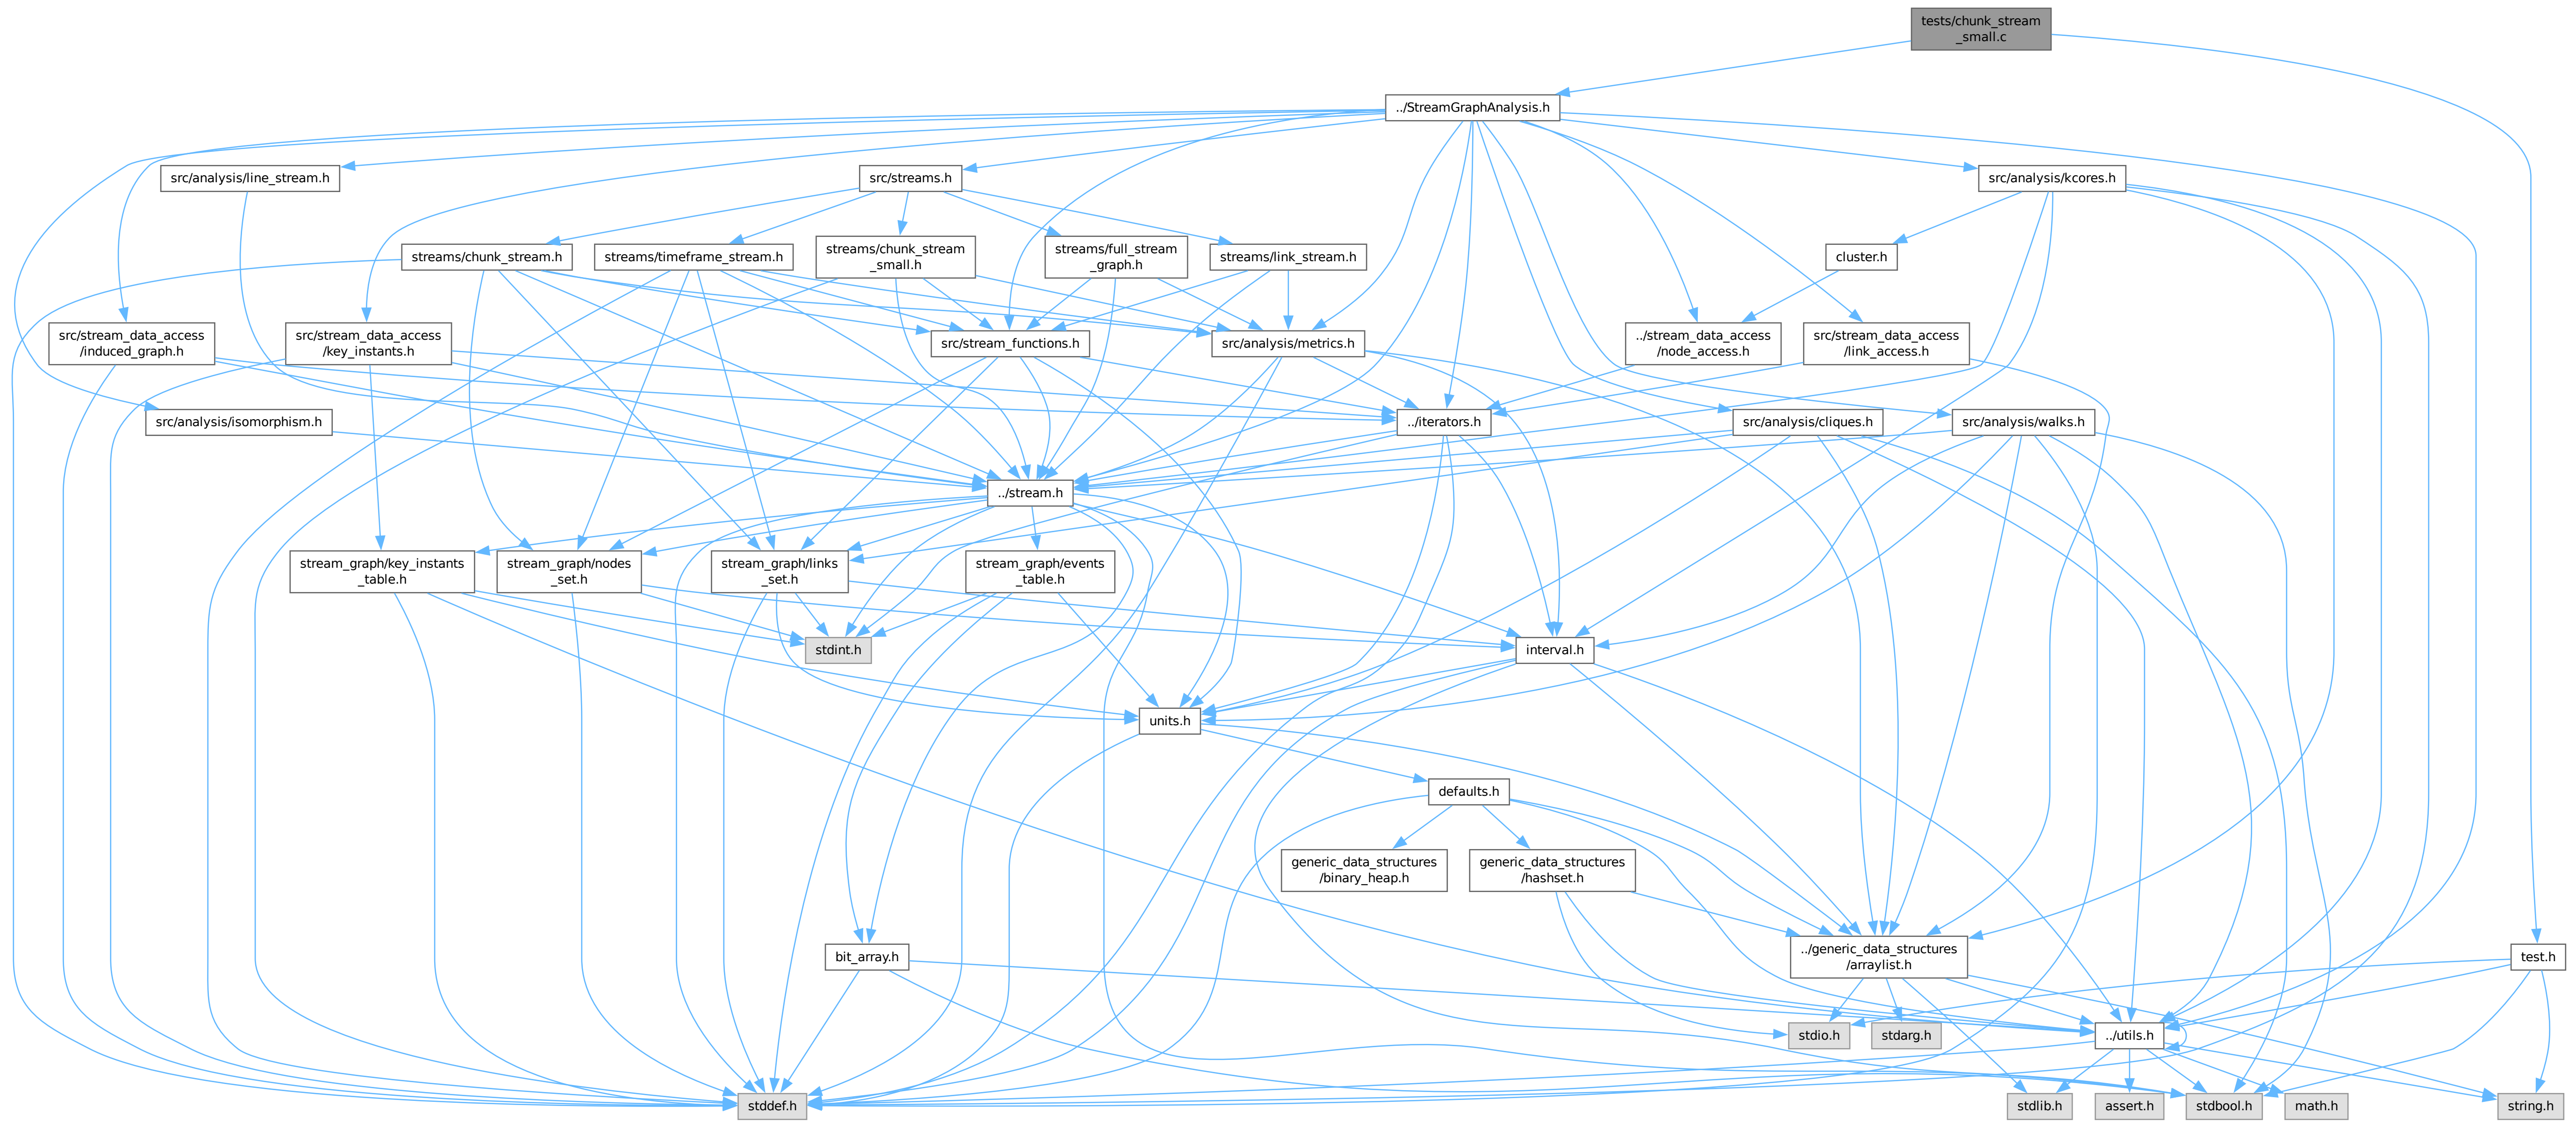 tests/chunk_stream
_small.c
../StreamGraphAnalysis.h
src/analysis/line_stream.h
src/streams.h
src/analysis/kcores.h
streams/chunk_stream.h
streams/timeframe_stream.h
streams/chunk_stream
_small.h
streams/full_stream
_graph.h
streams/link_stream.h
cluster.h
src/stream_data_access
/induced_graph.h
src/stream_data_access
/key_instants.h
src/stream_functions.h
src/analysis/metrics.h
../stream_data_access
/node_access.h
src/stream_data_access
/link_access.h
src/analysis/isomorphism.h
../iterators.h
src/analysis/cliques.h
src/analysis/walks.h
../stream.h
stream_graph/key_instants
_table.h
stream_graph/nodes
_set.h
stream_graph/links
_set.h
stream_graph/events
_table.h
stdint.h
interval.h
units.h
defaults.h
generic_data_structures
/binary_heap.h
generic_data_structures
/hashset.h
bit_array.h
../generic_data_structures
/arraylist.h
test.h
stdio.h
stdarg.h
../utils.h
stddef.h
stdlib.h
assert.h
stdbool.h
math.h
string.h